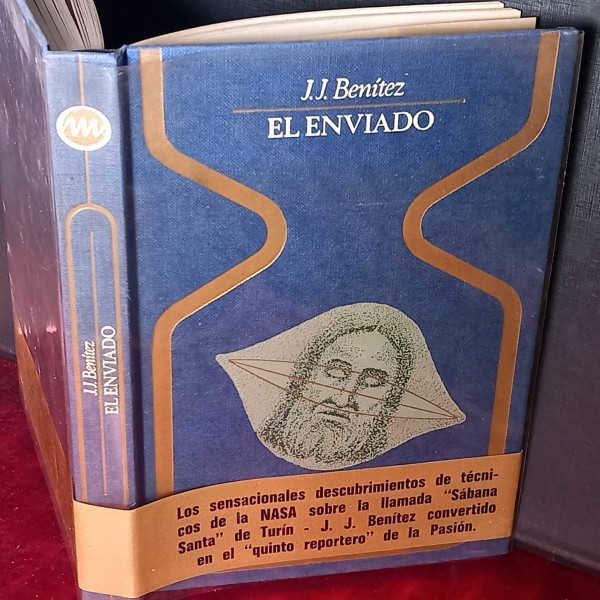 J.J. Benítez
EL ENVIADO
J.J. Benítez
EL ENVIADO
Los sensacionales descubrimientos de técni-
cos de la NASA sobre la llamada "Sábana
Santa" de Turín - J. J. Benítez convertido
en el "quinto reportero" de la Pasión.